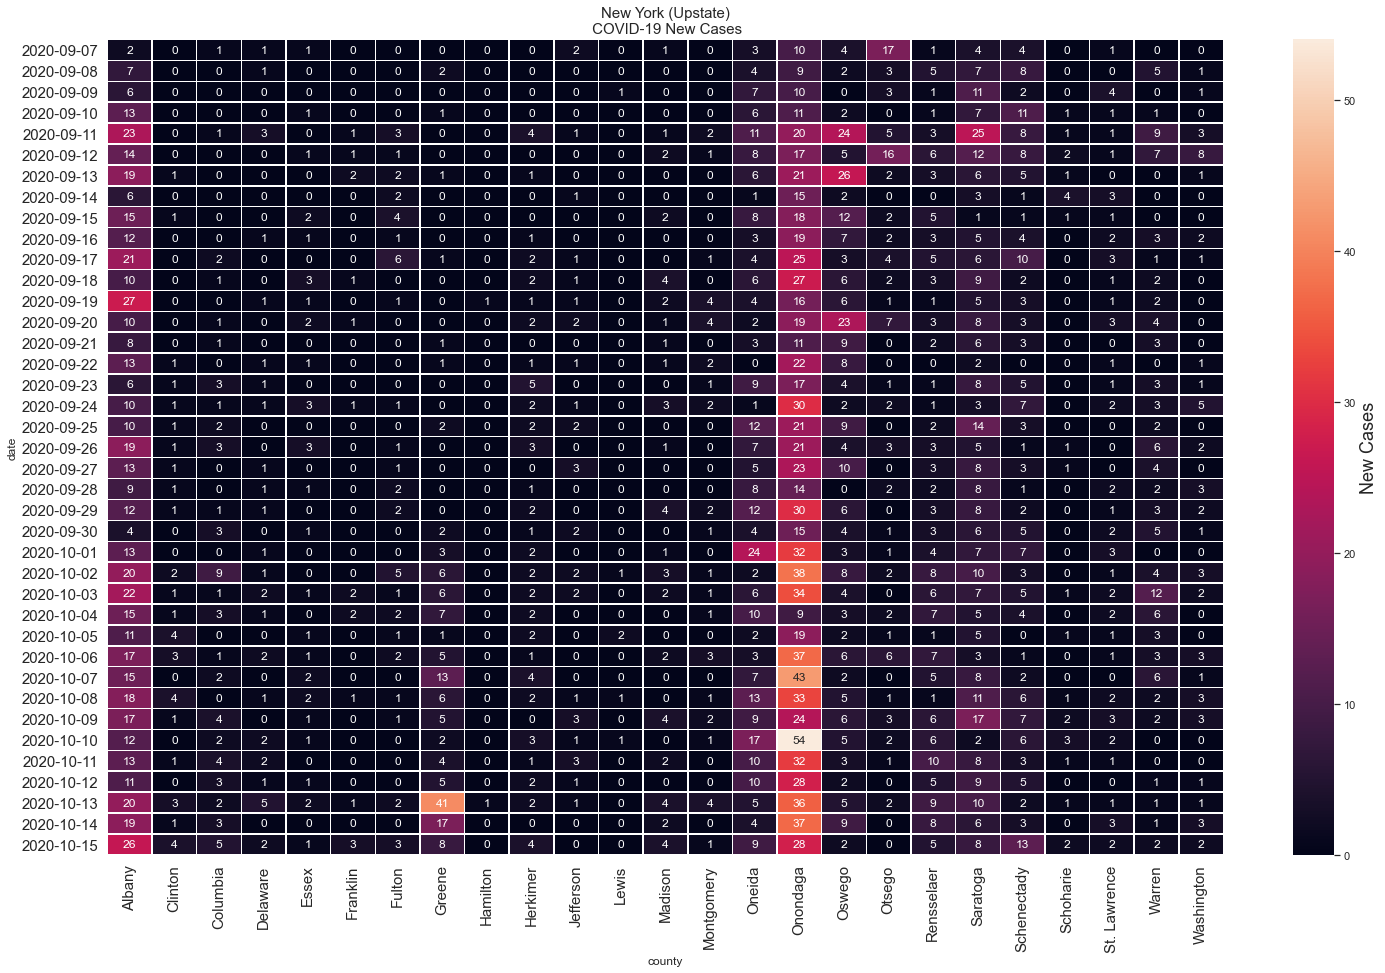 New York (Upstate)
COVID-19 New Cases
2020-09-07 2 0 1 1 1 0 0 0 0 0 2 0 1 0 3 10 4 17 1 4 4 0 1 0 0
2020-09-08 7 0 0 1 0 0 0 2 0 0 0 0 0 0 4 9 2 3 5 7 8 0 0 5 1
2020-09-09 6 0 0 0 0 0 0 0 0 0 0 1 0 0 7 10 0 3 1 11 2 0 4 0 1
2020-09-10 13 0 0 0 1 0 0 1 0 0 0 0 0 0 6 11 2 0 1 7 11 1 1 1 0
2020-09-11 23 0 1 3 0 1 3 0 0 4 1 0 1 2 11 20 24 5 3 25 8 1 1 9 3
2020-09-12 14 0 0 0 1 1 1 0 0 0 0 0 2 1 8 17 5 16 6 12 8 2 1 7 8
2020-09-13 19 1 0 0 0 2 2 1 0 1 0 0 0 0 6 21 26 2 3 6 5 1 0 0 1
2020-09-14 6 0 0 0 0 0 2 0 0 0 1 0 0 0 1 15 2 0 0 3 1 4 3 0 0
2020-09-15 15 1 0 0 2 0 4 0 0 0 0 0 2 0 8 18 12 2 5 1 1 1 1 0 0
2020-09-16 12 0 0 1 1 0 1 0 0 1 0 0 0 0 3 19 7 2 3 5 4 0 2 3 2
2020-09-17 21 0 2 0 0 0 6 1 0 2 1 0 0 1 4 25 3 4 5 6 10 0 3 1 1
2020-09-18 10 0 1 0 3 1 0 0 0 2 1 0 4 0 6 27 6 2 3 9 2 0 1 2 0
2020-09-19 27 0 0 1 1 0 1 0 1 1 1 0 2 4 4 16 6 1 1 5 3 0 1 2 0
2020-09-20 10 0 1 0 2 1 0 0 0 2 2 0 1 4 2 19 23 7 3 8 3 0 3 4 0
2020-09-21 8 0 1 0 0 0 0 1 0 0 0 0 1 0 3 11 9 0 2 6 3 0 0 3 0
2020-09-22 13 1 0 1 1 0 0 1 0 1 1 0 1 2 0 22 8 0 0 2 0 0 1 0 1
2020-09-23 6 1 3 1 0 0 0 0 0 5 0 0 0 1 9 17 4 1 1 8 5 0 1 3 1
2020-09-24 10 1 1 1 3 1 1 0 0 2 1 0 3 2 1 30 2 2 1 3 7 0 2 3 5
2020-09-25 10 1 2 0 0 0 0 2 0 2 2 0 0 0 12 21 9 0 2 14 3 0 0 2 0
2020-09-26 19 1 3 0 3 0 1 0 0 3 0 0 1 0 7 21 4 3 3 5 1 1 0 6 2
2020-09-27 13 1 0 1 0 0 1 0 0 0 3 0 0 0 5 23 10 0 3 8 3 1 0 4 0
2020-09-28 9 1 0 1 1 0 2 0 0 1 0 0 0 0 8 14 0 2 2 8 1 0 2 2 3
2020-09-29 12 1 1 1 0 0 2 0 0 2 0 0 4 2 12 30 6 0 3 8 2 0 1 3 2
2020-09-30 4 0 3 0 1 0 0 2 0 1 2 0 0 1 4 15 4 1 3 6 5 0 2 5 1
2020-10-01 13 0 0 1 0 0 0 3 0 2 0 0 1 0 24 32 3 1 4 7 7 0 3 0 0
2020-10-02 20 2 9 1 0 0 5 6 0 2 2 1 3 1 2 38 8 2 8 10 3 0 1 4 3
2020-10-03 22 1 1 2 1 2 1 6 0 2 2 0 2 1 6 34 4 0 6 7 5 1 2 12 2
2020-10-04 15 1 3 1 0 2 2 7 0 2 0 0 1 0 10 9 3 2 7 5 4 0 2 6 0
2020-10-05 11 4 0 0 1 0 1 1 0 2 0 2 0 0 2 19 2 1 1 5 0 1 1 3 0
2020-10-06 17 3 1 2 1 0 2 5 0 1 0 0 2 3 3 37 6 6 7 3 1 0 1 3 3
2020-10-07 15 0 2 0 2 0 0 13 0 4 0 0 0 0 7 43 2 0 5 8 2 0 0 6 1
2020-10-08 18 4 0 1 2 1 1 6 0 2 1 1 0 1 13 33 5 1 1 11 6 1 2 2 3
2020-10-09 17 1 4 0 1 0 1 5 0 0 3 0 4 2 9 24 6 3 6 17 7 2 3 2 3
2020-10-10 12 0 2 2 1 0 0 2 0 3 1 1 0 1 17 54 5 2 6 2 6 3 2 0 0
2020-10-11 13 1 4 2 0 0 0 4 0 1 3 0 2 0 10 32 3 1 10 8 3 1 1 0 0
2020-10-12 11 0 3 1 1 0 0 5 0 2 1 0 0 0 10 28 2 0 5 9 5 0 0 1 1
2020-10-13 20 3 2 5 2 1 2 41 1 2 1 0 4 4 5 36 5 2 9 10 2 1 1 1 1
2020-10-14 19 1 3 0 0 0 0 17 0 0 0 0 2 0 4 37 9 0 8 6 3 0 3 1 3
2020-10-15 26 4 5 2 1 3 3 8 0 4 0 0 4 1 9 28 2 0 5 8 13 2 2 2 2
date
Albany Clinton Columbia Delaware Essex Franklin Fulton Greene Hamilton Herkimer Jefferson Lewis Madison Montgomery Oneida Onondaga Oswego Otsego Rensselaer Saratoga Schenectady Schoharie St. Lawrence Warren Washington
county
50
40
30
20
10
0
New Cases